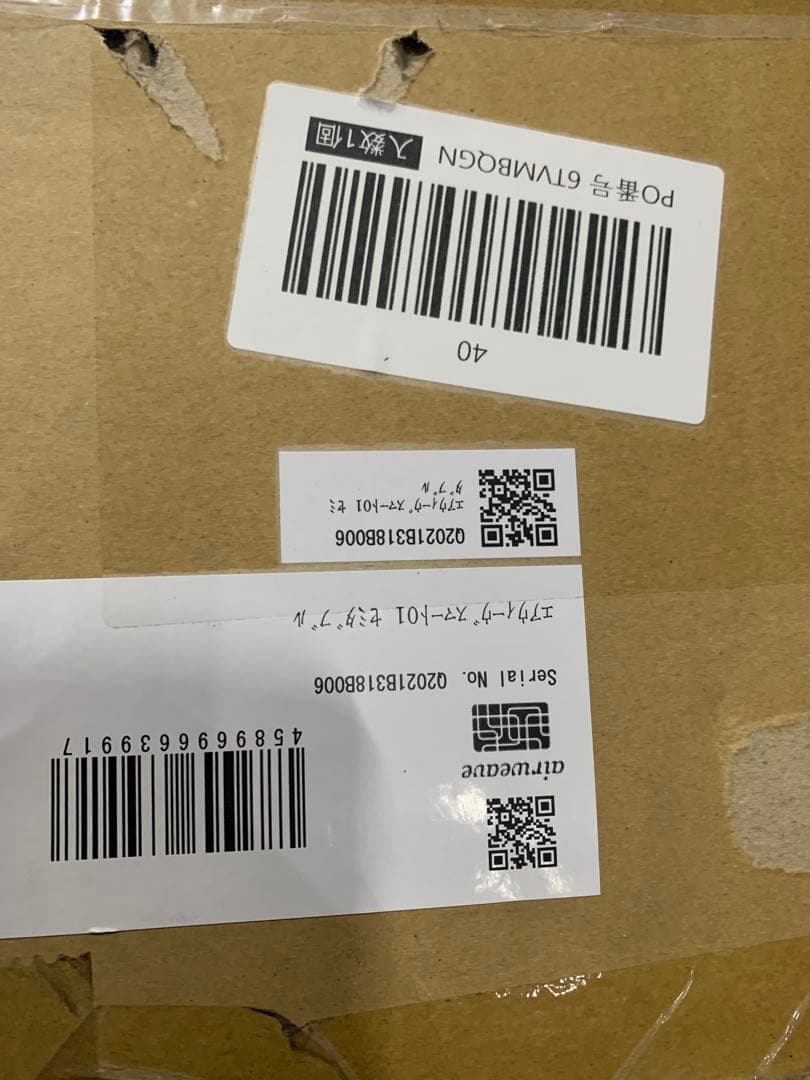 airweave
4589696639917
Serial No. Q2021B318B006
ｴｱｳｨｰｳﾞ ｽﾏｰﾄ01 ｾﾐﾀﾞﾌﾞﾙ
Q2021B318B006
ｴｱｳｨｰｳﾞ ｽﾏｰﾄ01 ｾﾐ
ﾀﾞﾌﾞﾙ
40
PO番号 6TVMBQGN 入数1個